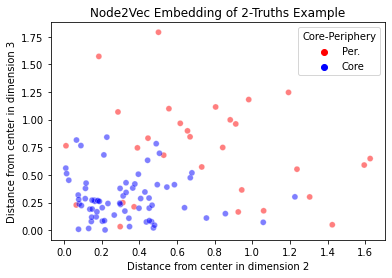 Node2Vec Embedding of 2-Truths Example
Core-Periphery
Per.
Core
Distance from center in dimension 3
1.75
1.50
1.25
1.00
0.75
0.50
0.25
0.00
0.0 0.2 0.4 0.6 0.8 1.0 1.2 1.4 1.6
Distance from center in dimension 2